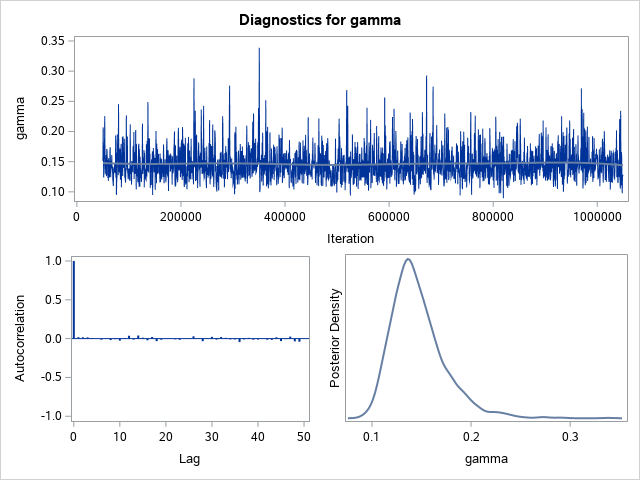 Diagnostics for gamma
gamma
0.35
0.30
0.25
0.20
0.15
0.10
0 200000 400000 600000 800000 1000000
Iteration
Autocorrelation
1.0
0.5
0.0
-0.5
-1.0
0 10 20 30 40 50
Lag
Posterior Density
0.1 0.2 0.3
gamma